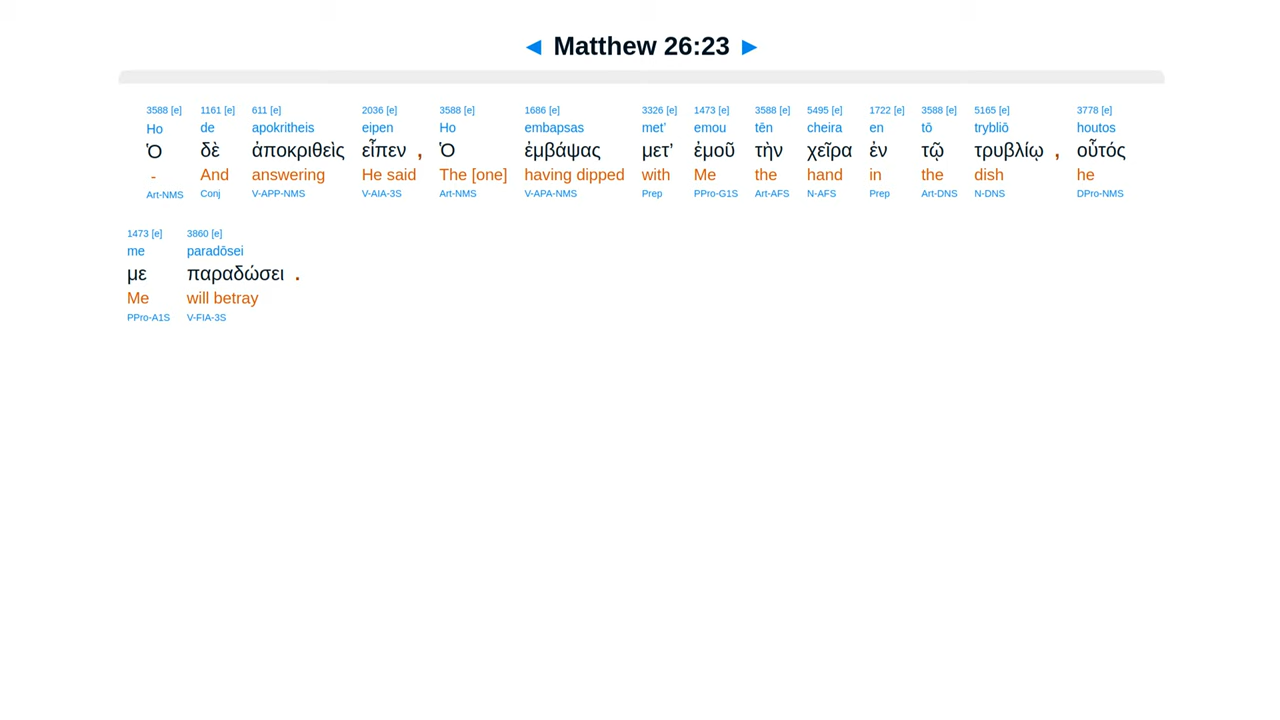 ◄ Matthew 26:23 ►
3588 [e] 1161 [e] 611 [e] 2036 [e] 3588 [e] 1686 [e] 3326 [e] 1473 [e] 3588 [e] 5495 [e] 1722 [e] 3588 [e] 5165 [e] 3778 [e]
Ho de apokritheis eipen Ho embapsas met’ emou tēn cheira en tō trybliō houtos
Ὁ δὲ ἀποκριθεὶς εἶπεν , Ὁ ἐμβάψας μετ’ ἐμοῦ τὴν χεῖρα ἐν τῷ τρυβλίῳ , οὗτός
- And answering He said The [one] having dipped with Me the hand in the dish he
Art-NMS Conj V-APP-NMS V-AIA-3S Art-NMS V-APA-NMS Prep PPro-G1S Art-AFS N-AFS Prep Art-DNS N-DNS DPro-NMS
1473 [e] 3860 [e]
me paradōsei
με παραδώσει .
Me will betray
PPro-A1S V-FIA-3S